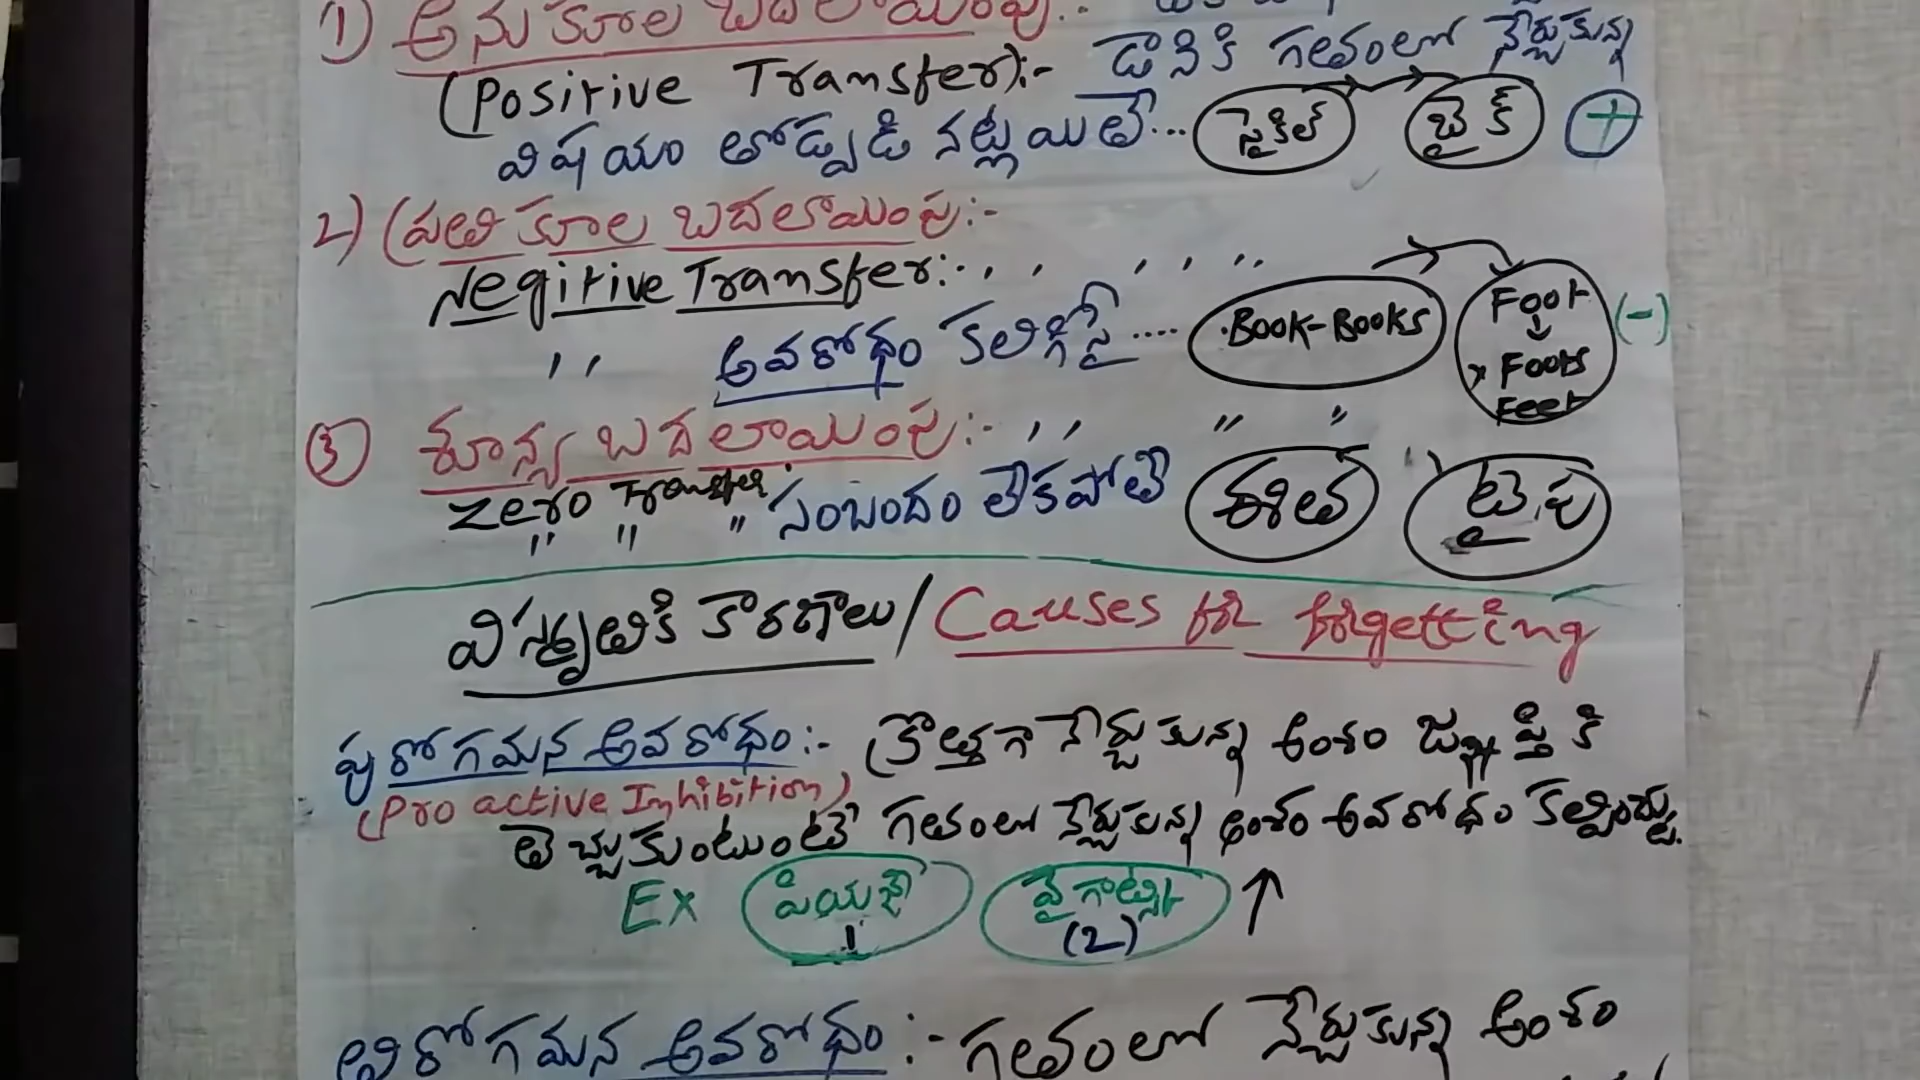 1) అనుకూల బదలాయింపు:-
(Positive Transfer):- దానికి గతంలో నేర్చుకున్న
విషయం తోడ్పడి నట్లయితే... సైకిల్ బైక్ +
2) ప్రతికూల బదలాయింపు:-
Negitive Transfer:- ,, ,, ,,
,, అవరోధం కలిగిస్తే.... Book-Books Foot Foots Feet (-)
3) శూన్య బదలాయింపు:- ,, ,, ,,
Zero Transfer సంబందం లేకపోతే ఈత టైపు
విస్మృతికి కారణాలు/Causes for forgetting
పురోగమన అవరోధం:- క్రొత్తగా నేర్చుకున్న అంశం జ్ఞప్తికి
(Pro active Inhibition)
తెచ్చుకుంటుంటే గతంలో నేర్చుకున్న అంశం అవరోధం కల్పించుట.
Ex పియాజే 1 వైగాట్స్కి (2) ↑
తిరోగమన అవరోధం:- గతంలో నేర్చుకున్న అంశం